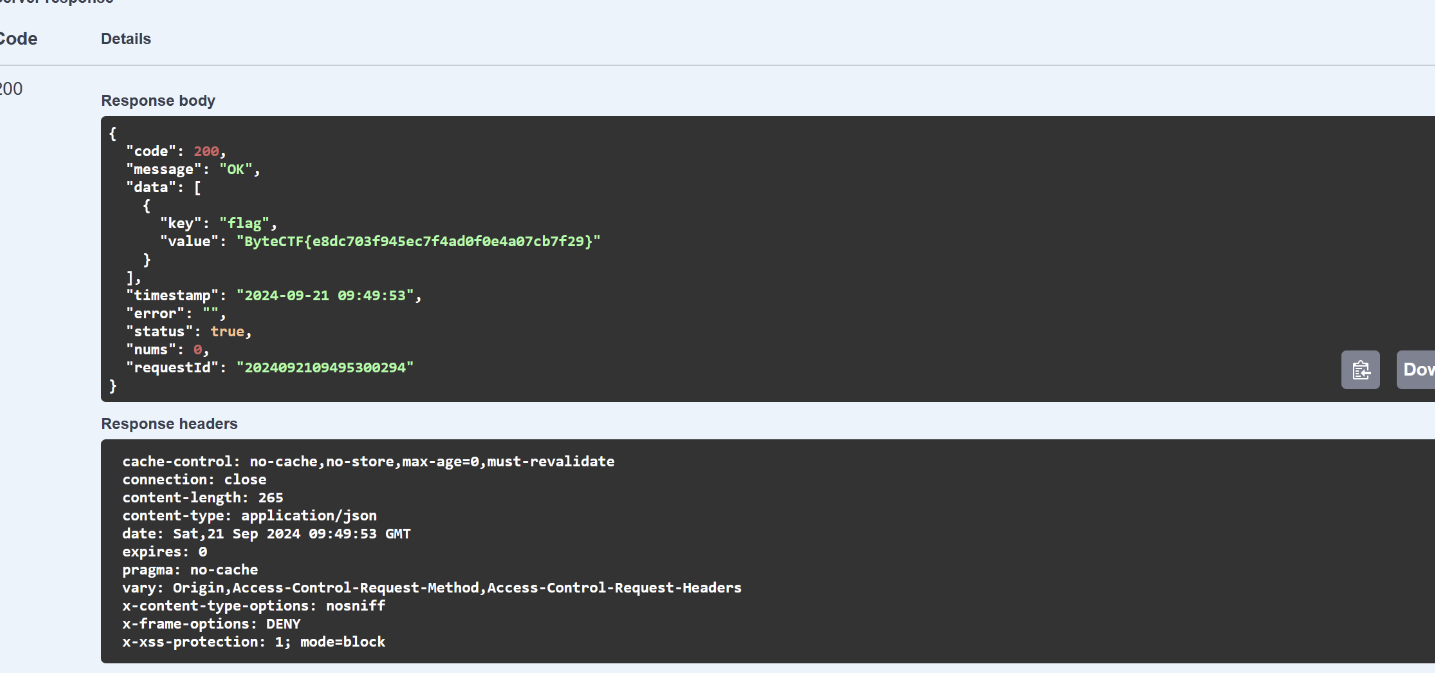 Server response
Code Details
200
Response body
{
"code": 200,
"message": "OK",
"data": [
{
"key": "flag",
"value": "ByteCTF{e8dc703f945ec7f4ad0f0e4a07cb7f29}"
}
],
"timestamp": "2024-09-21 09:49:53",
"error": "",
"status": true,
"nums": 0,
"requestId": "2024092109495300294"
}
Dow
Response headers
cache-control: no-cache,no-store,max-age=0,must-revalidate
connection: close
content-length: 265
content-type: application/json
date: Sat,21 Sep 2024 09:49:53 GMT
expires: 0
pragma: no-cache
vary: Origin,Access-Control-Request-Method,Access-Control-Request-Headers
x-content-type-options: nosniff
x-frame-options: DENY
x-xss-protection: 1; mode=block